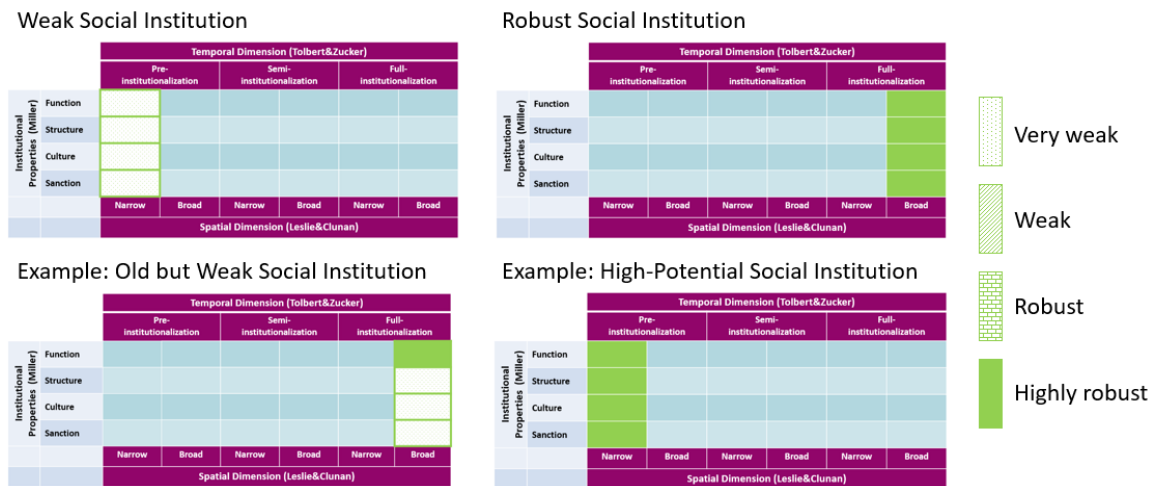 Weak Social Institution
Temporal Dimension (Tolbert&Zucker)
Pre-
institutionalization
Semi-
institutionalization
Full-
institutionalization
Institutional
Properties (Miller)
Function
Structure
Culture
Sanction
Narrow Broad Narrow Broad Narrow Broad
Spatial Dimension (Leslie&Clunan)
Robust Social Institution
Temporal Dimension (Tolbert&Zucker)
Pre-
institutionalization
Semi-
institutionalization
Full-
institutionalization
Institutional
Properties (Miller)
Function
Structure
Culture
Sanction
Narrow Broad Narrow Broad Narrow Broad
Spatial Dimension (Leslie&Clunan)
Example: Old but Weak Social Institution
Temporal Dimension (Tolbert&Zucker)
Pre-
institutionalization
Semi-
institutionalization
Full-
institutionalization
Institutional
Properties (Miller)
Function
Structure
Culture
Sanction
Narrow Broad Narrow Broad Narrow Broad
Spatial Dimension (Leslie&Clunan)
Example: High-Potential Social Institution
Temporal Dimension (Tolbert&Zucker)
Pre-
institutionalization
Semi-
institutionalization
Full-
institutionalization
Institutional
Properties (Miller)
Function
Structure
Culture
Sanction
Narrow Broad Narrow Broad Narrow Broad
Spatial Dimension (Leslie&Clunan)
Very weak
Weak
Robust
Highly robust